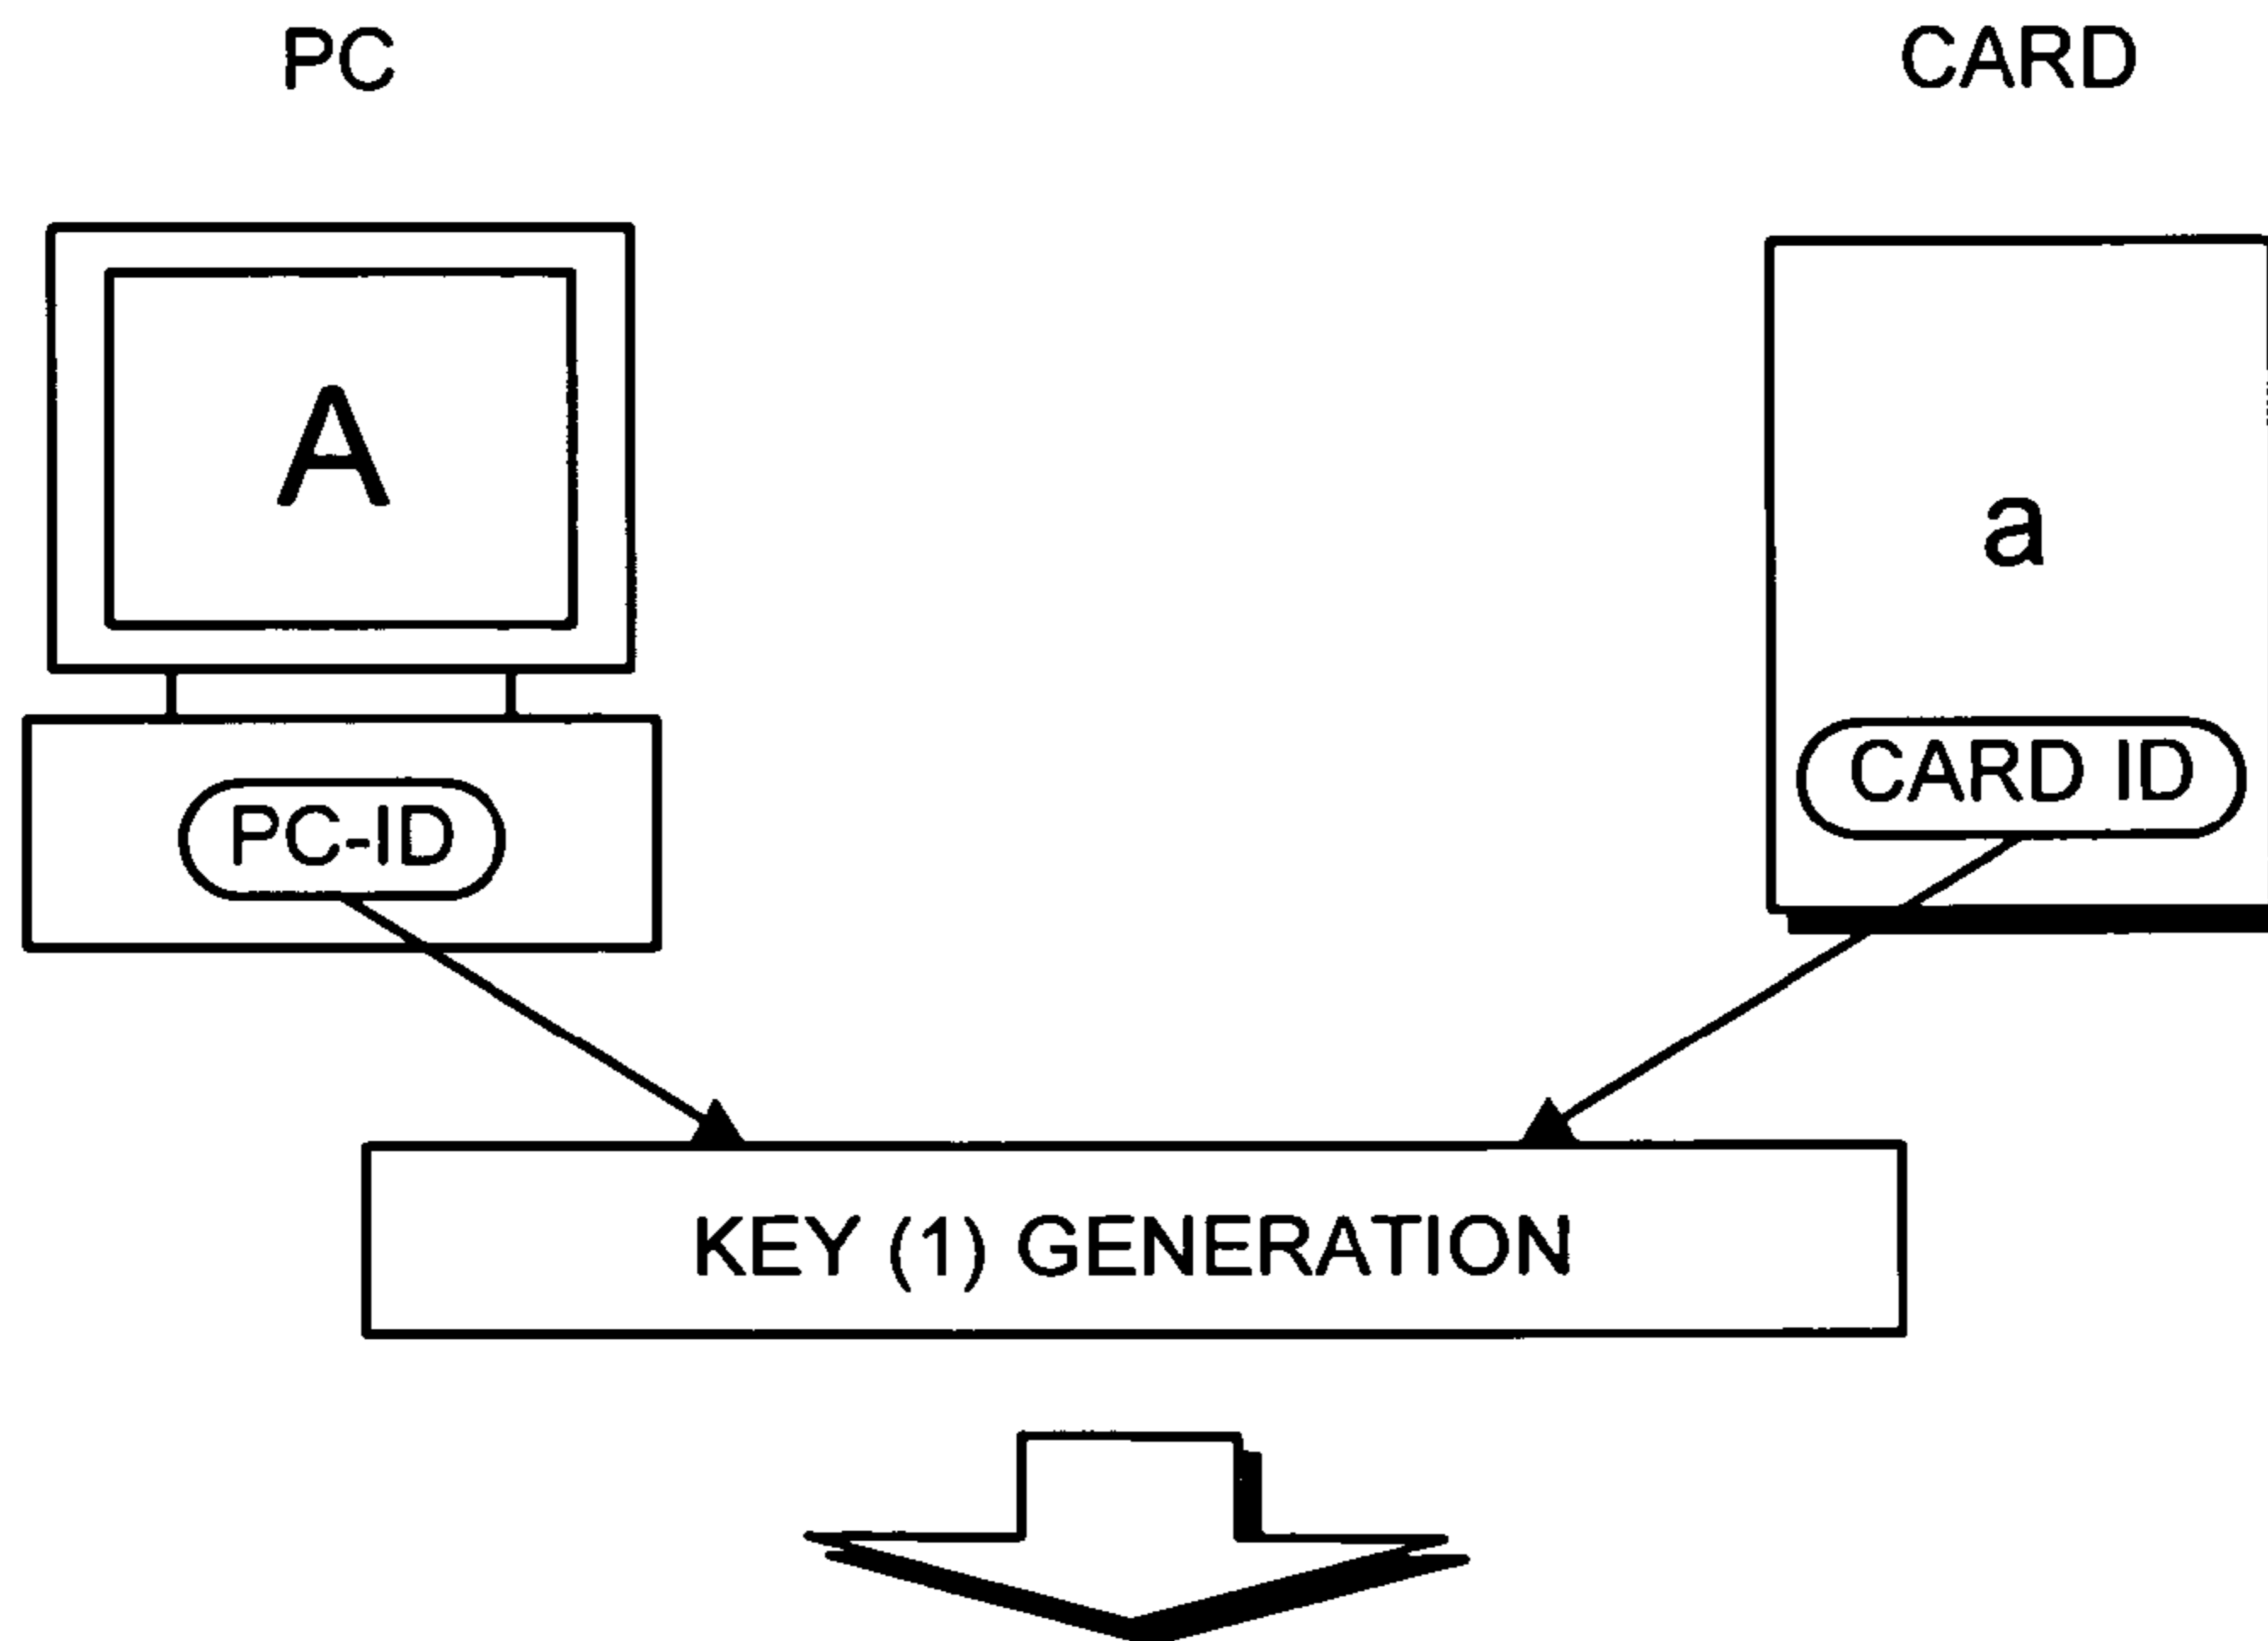 PC
CARD
A
a
CARD ID
PC-ID
KEY (1) GENERATION